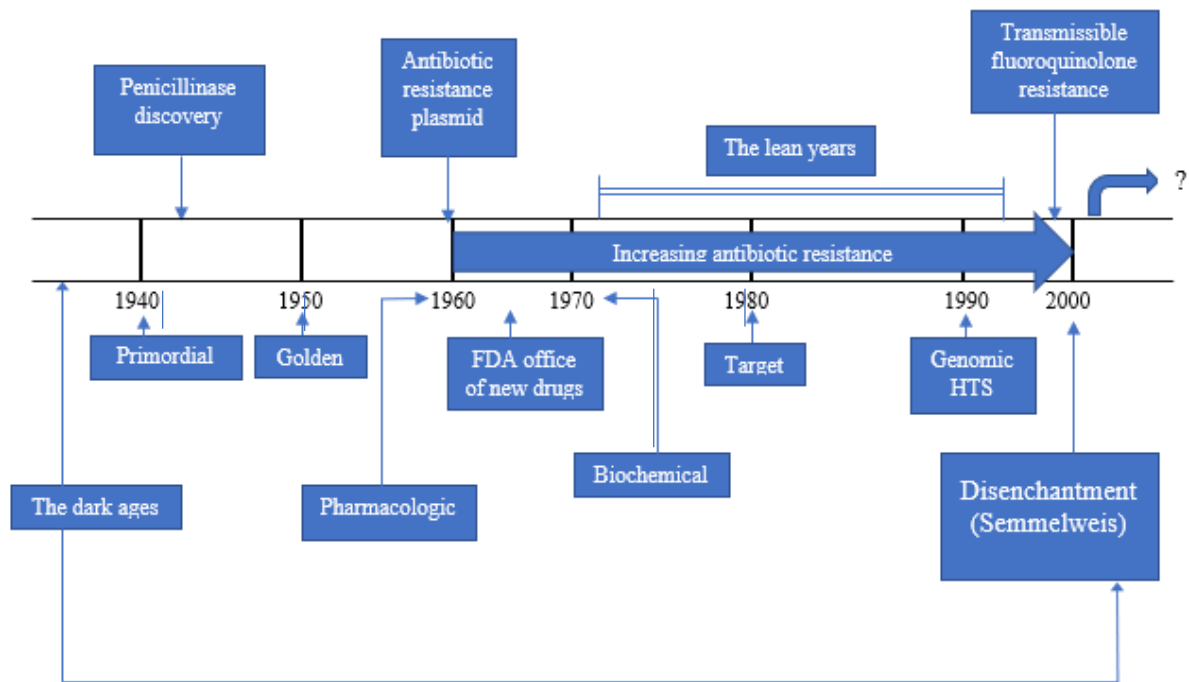 Transmissible
fluoroquinolone
resistance
Antibiotic
resistance
plasmid
Penicillinase
discovery
The lean years
?
Increasing antibiotic resistance
1940
1950
1960
1970
1980
1990
2000
Primordial
Golden
FDA office
of new drugs
Target
Genomic
HTS
Biochemical
The dark ages
Pharmacologic
Disenchantment
(Semmelweis)